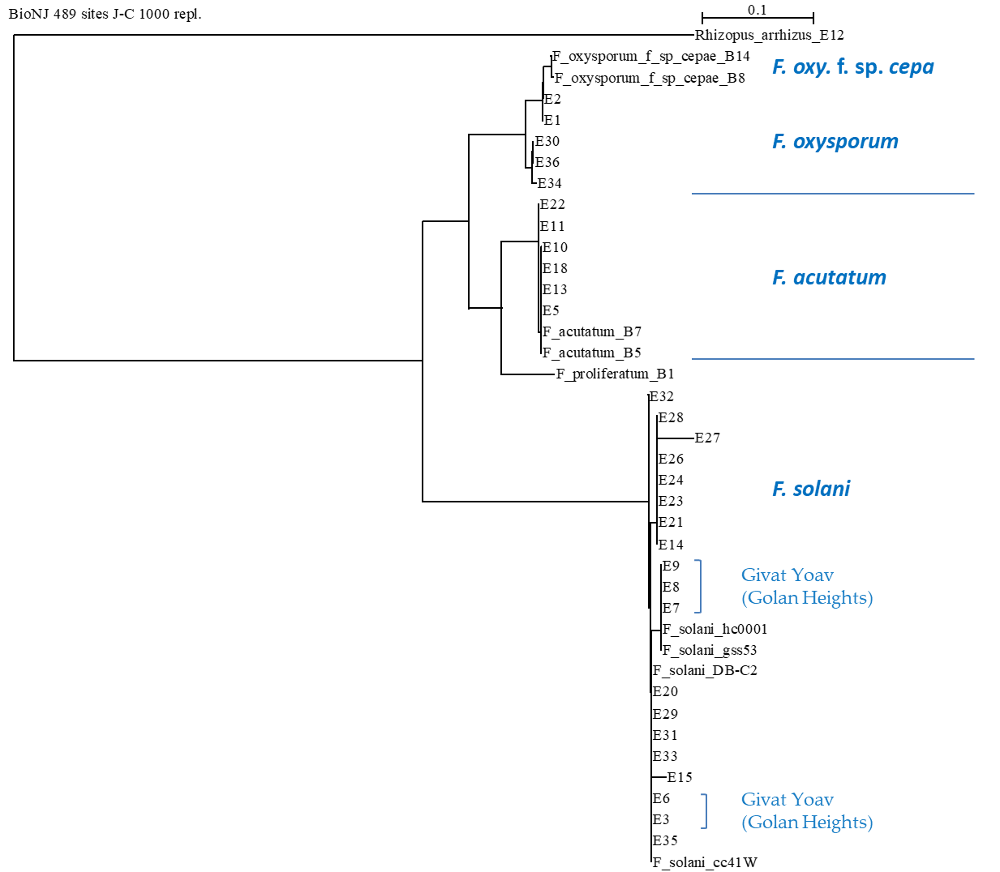 BioNJ 489 sites J-C 1000 repl.
0.1
Rhizopus_arrhizus_E12
F_oxysporum_f_sp_cepae_B14
F. oxy. f. sp. cepa
F_oxysporum_f_sp_cepae_B8
E2
E1
E30
F. oxysporum
E36
E34
E22
E11
E10
E18
F. acutatum
E13
E5
F_acutatum_B7
F_acutatum_B5
F_proliferatum_B1
E32
E28
E27
E26
E24
F. solani
E23
E21
E14
E9
Givat Yoav
E8
(Golan Heights)
E7
F_solani_hc0001
F_solani_gss53
F_solani_DB-C2
E20
E29
E31
E33
E15
E6
Givat Yoav
E3
(Golan Heights)
E35
F_solani_cc41W